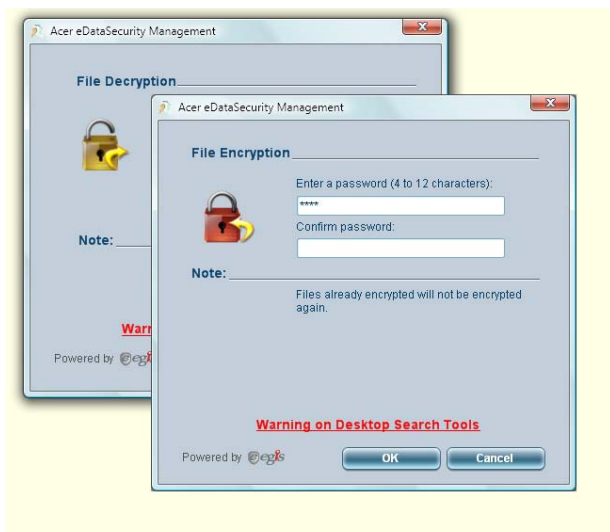 Acer eDataSecurity Management
File Decryption
Note:
Powered by egis
Acer eDataSecurity Management
File Encryption
Enter a password (4 to 12 characters):
****
Confirm password:
Note:
Files already encrypted will not be encrypted
again.
Warning on Desktop Search Tools
Powered by egis
OK
Cancel